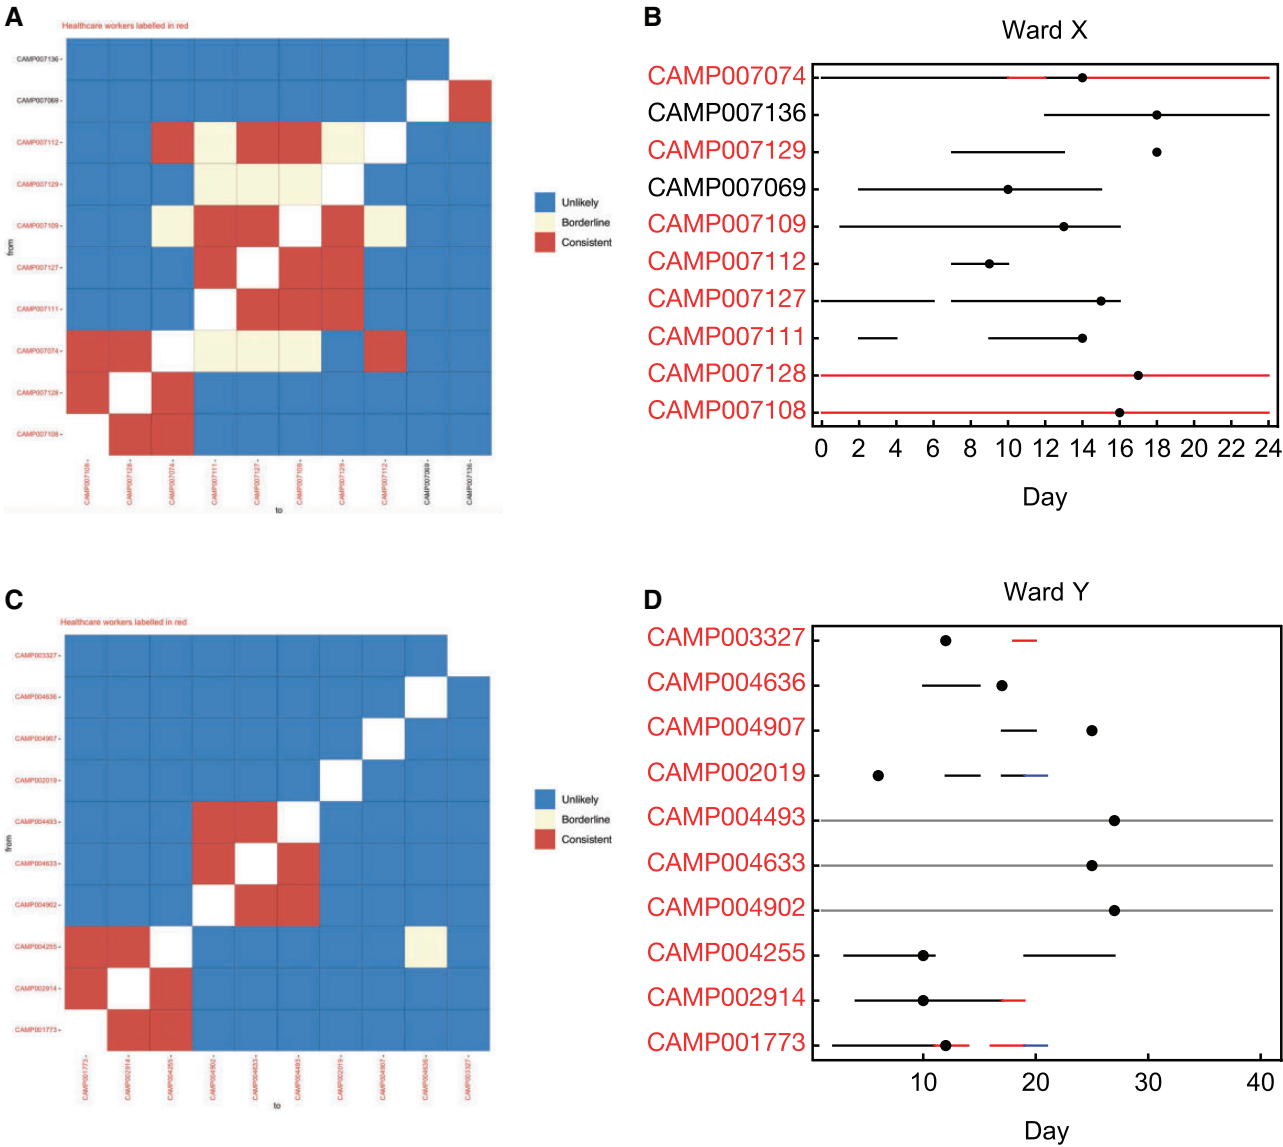 A
Healthcare workers labelled in red
CAMP007136
CAMP007069
CAMP007112
CAMP007129
CAMP007109
CAMP007127
CAMP007111
CAMP007074
CAMP007128
CAMP007108
from
CAMP007108
CAMP007128
CAMP007074
CAMP007111
CAMP007127
CAMP007109
CAMP007129
CAMP007112
CAMP007069
CAMP007136
to
Unlikely
Borderline
Consistent
B
Ward X
CAMP007074
CAMP007136
CAMP007129
CAMP007069
CAMP007109
CAMP007112
CAMP007127
CAMP007111
CAMP007128
CAMP007108
0 2 4 6 8 10 12 14 16 18 20 22 24
Day
C
Healthcare workers labelled in red
CAMP003327
CAMP004636
CAMP004907
CAMP002019
CAMP004493
CAMP004633
CAMP004902
CAMP004255
CAMP002914
CAMP001773
from
CAMP001773
CAMP002914
CAMP004255
CAMP004902
CAMP004633
CAMP004493
CAMP002019
CAMP004907
CAMP004636
CAMP003327
to
Unlikely
Borderline
Consistent
D
Ward Y
CAMP003327
CAMP004636
CAMP004907
CAMP002019
CAMP004493
CAMP004633
CAMP004902
CAMP004255
CAMP002914
CAMP001773
10 20 30 40
Day